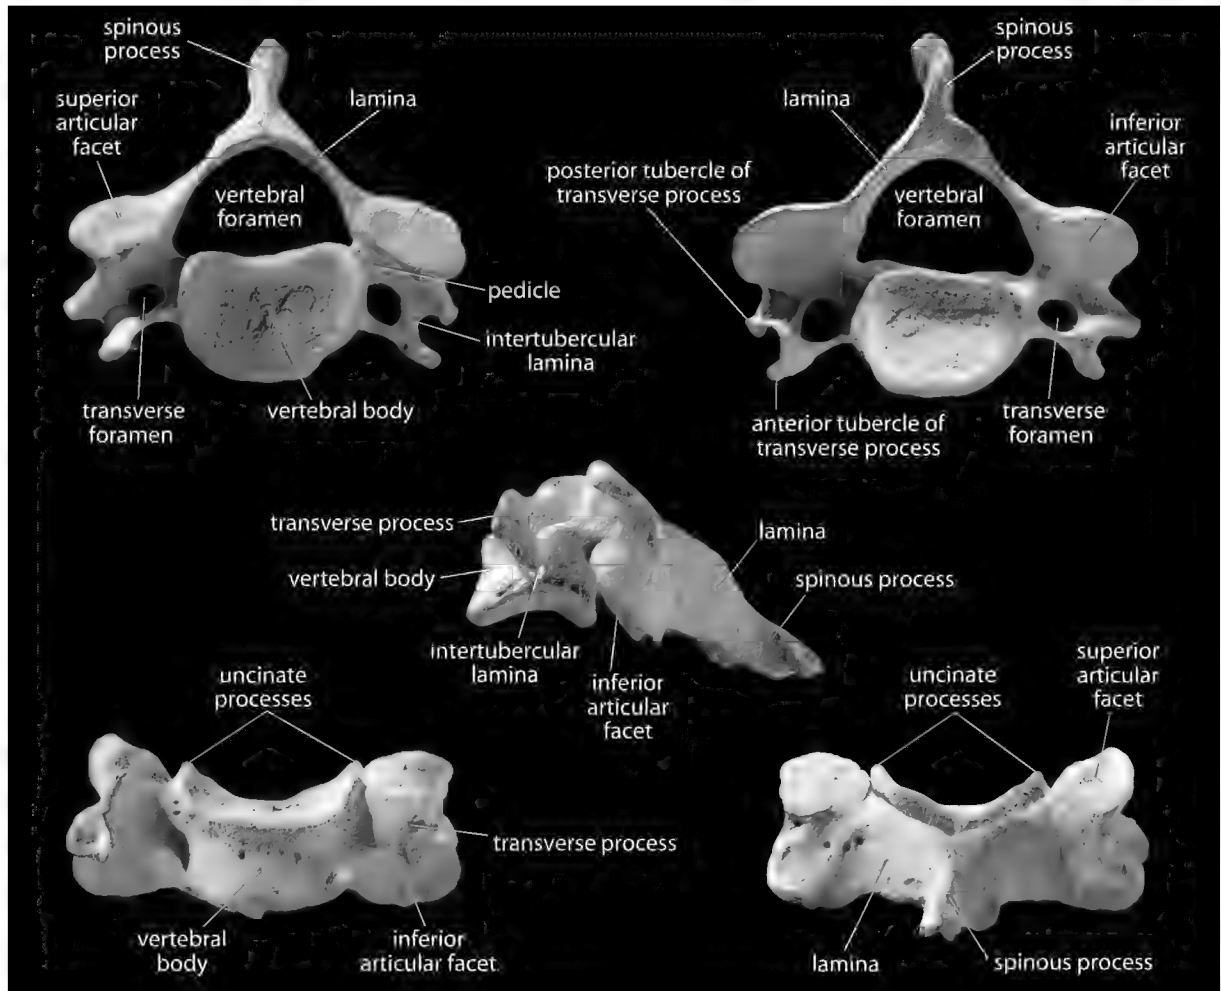 spinous
process
superior
articular
facet
lamina
vertebral
foramen
pedicle
intertubercular
lamina
transverse
foramen
vertebral body
spinous
process
lamina
inferior
articular
facet
posterior tubercle of
transverse process
vertebral
foramen
anterior tubercle of
transverse process
transverse
foramen
transverse process
vertebral body
intertubercular
lamina
inferior
articular
facet
lamina
spinous process
uncinate
processes
transverse process
vertebral
body
inferior
articular facet
uncinate
processes
superior
articular
facet
lamina
spinous process